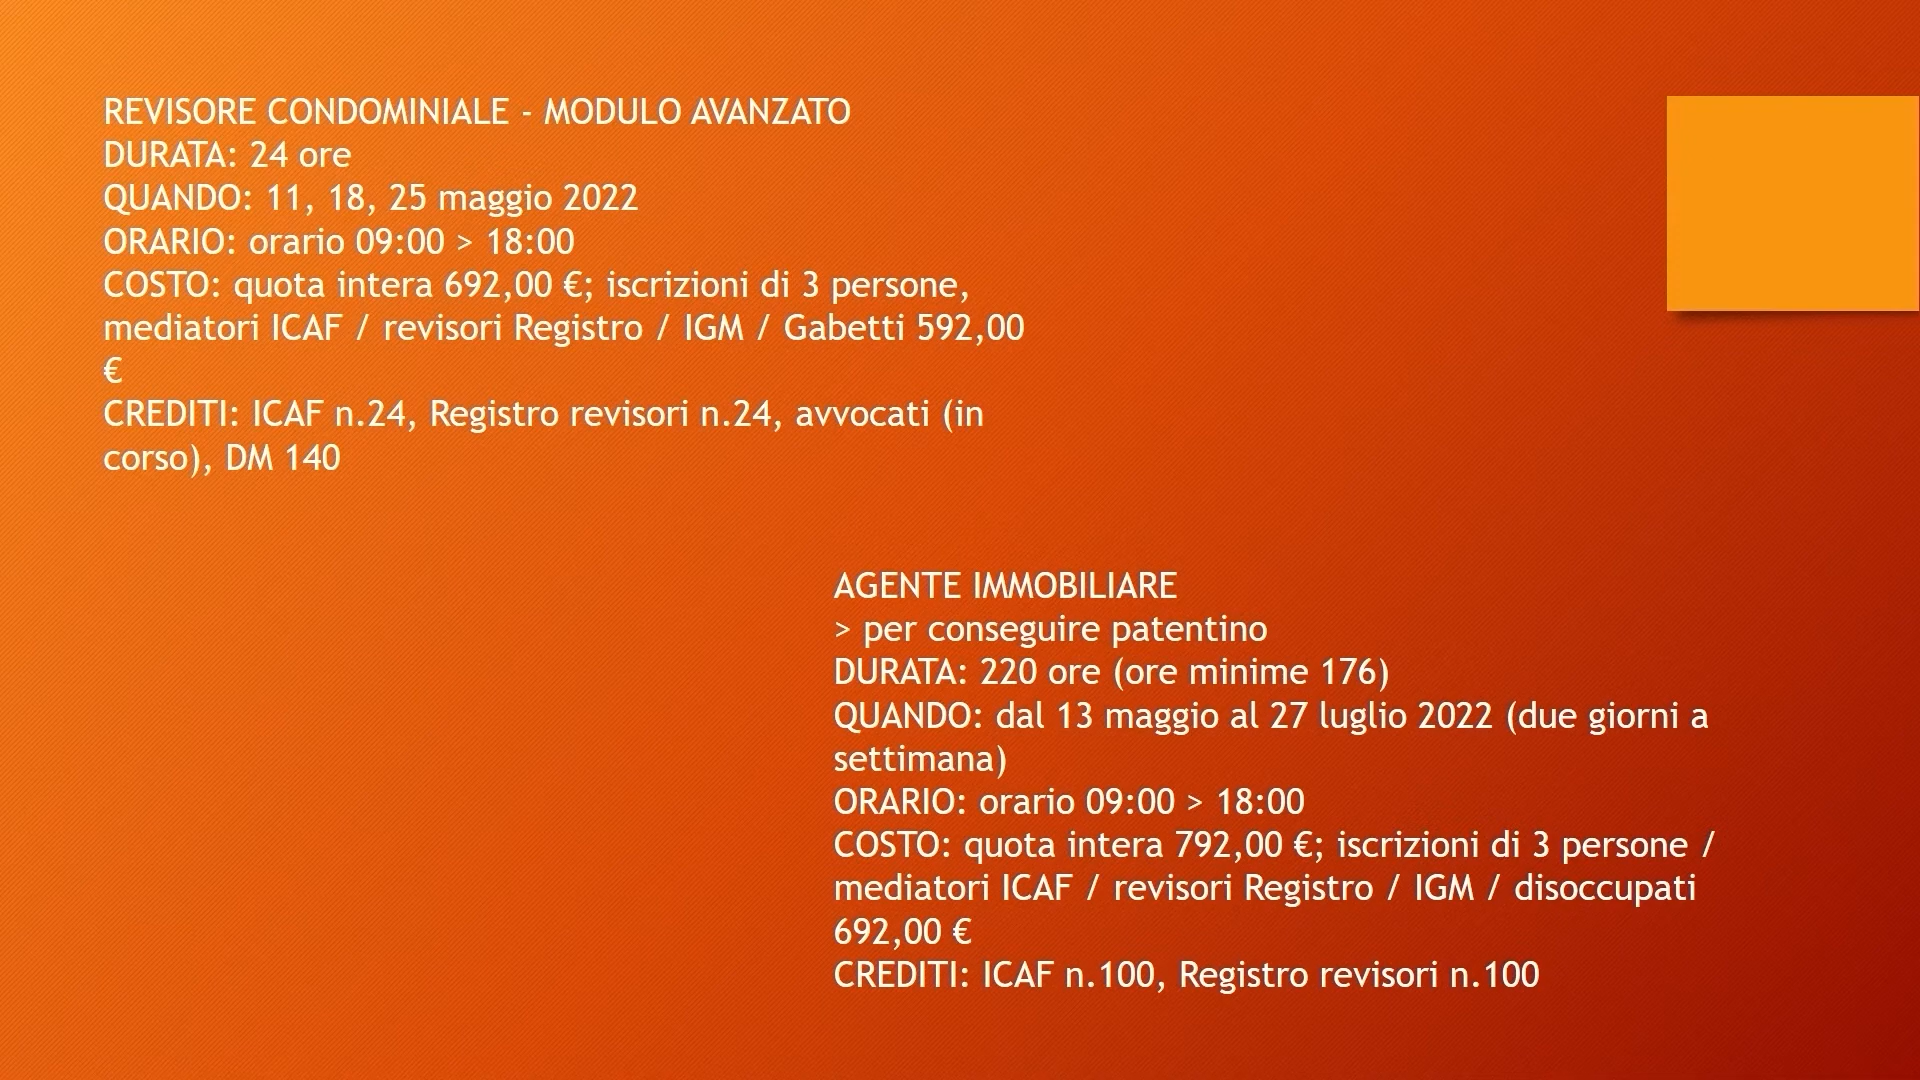 REVISORE CONDOMINIALE - MODULO AVANZATO
DURATA: 24 ore
QUANDO: 11, 18, 25 maggio 2022
ORARIO: orario 09:00 > 18:00
COSTO: quota intera 692,00 €; iscrizioni di 3 persone,
mediatori ICAF / revisori Registro / IGM / Gabetti 592,00
€
CREDITI: ICAF n.24, Registro revisori n.24, avvocati (in
corso), DM 140
AGENTE IMMOBILIARE
> per conseguire patentino
DURATA: 220 ore (ore minime 176)
QUANDO: dal 13 maggio al 27 luglio 2022 (due giorni a
settimana)
ORARIO: orario 09:00 > 18:00
COSTO: quota intera 792,00 €; iscrizioni di 3 persone /
mediatori ICAF / revisori Registro / IGM / disoccupati
692,00 €
CREDITI: ICAF n.100, Registro revisori n.100